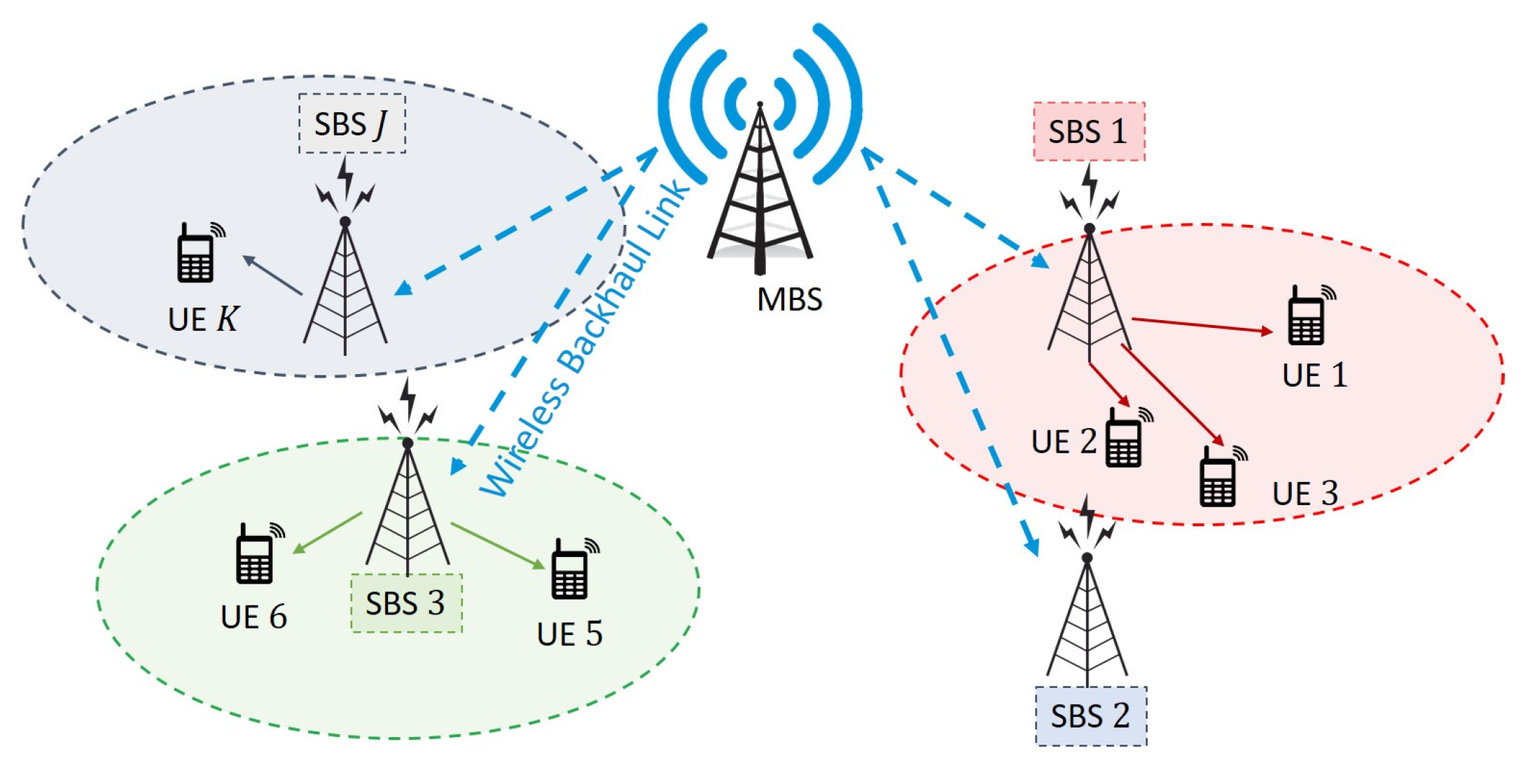 SBS J
SBS 1
UE K
MBS
Wireless Backhaul Link
UE 1
UE 2
UE 3
UE 6
SBS 3
UE 5
SBS 2